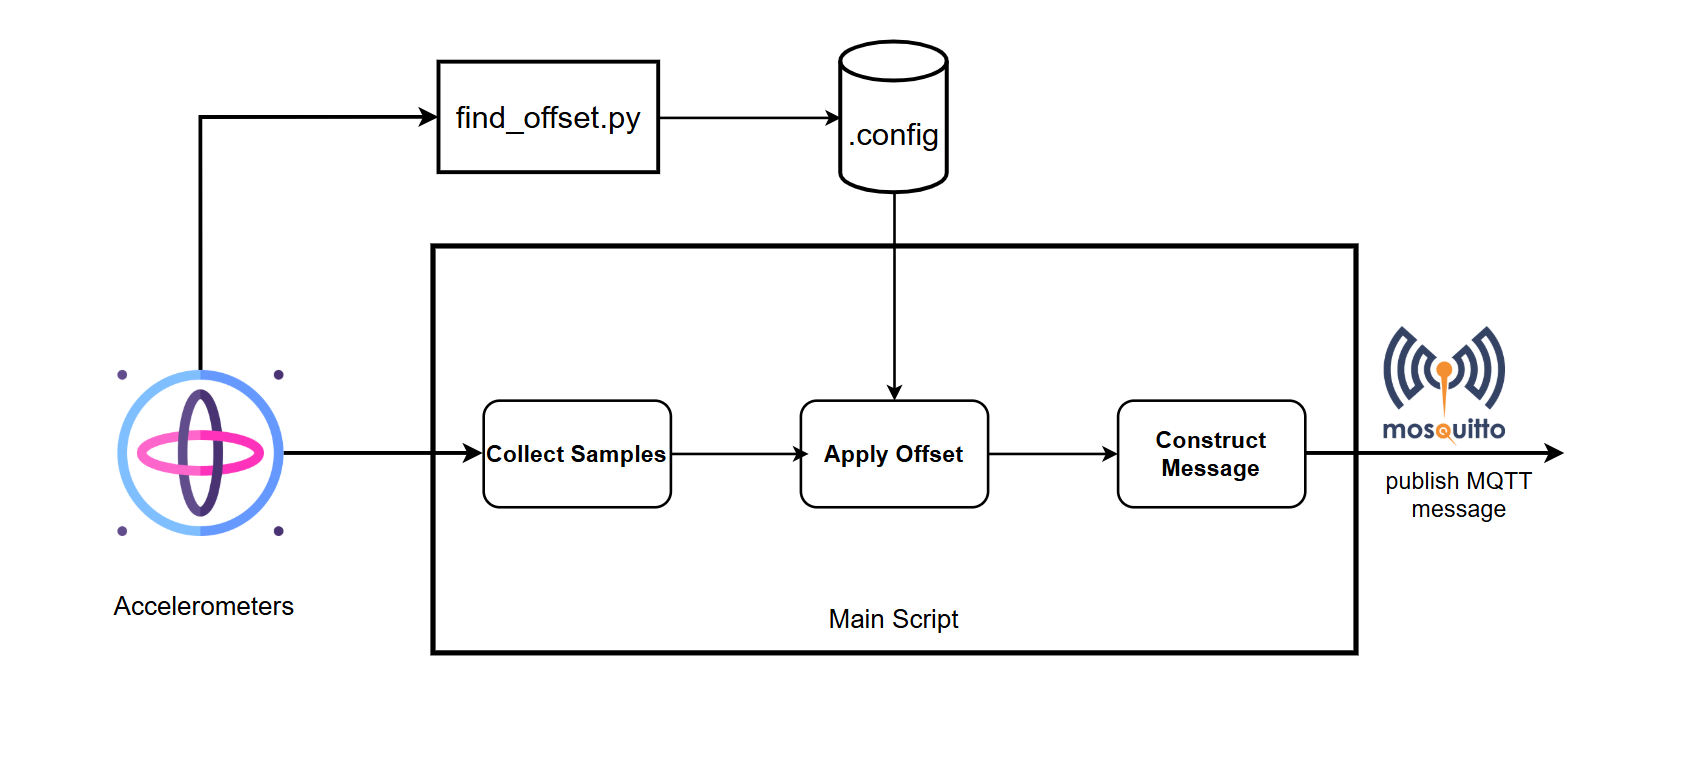 find_offset.py
.config
Collect Samples
Apply Offset
Construct
Message
mosquitto
publish MQTT
message
Accelerometers
Main Script